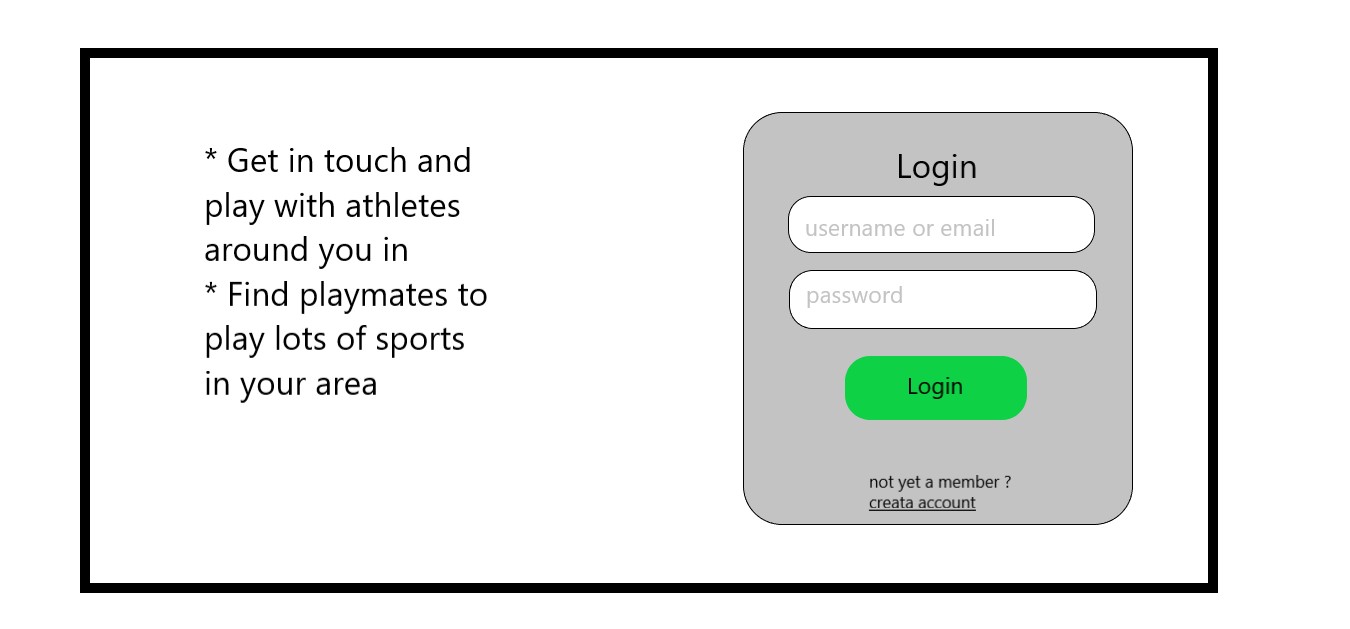 * Get in touch and
play with athletes
around you in
* Find playmates to
play lots of sports
in your area
Login
username or email
password
Login
not yet a member ?
creata account